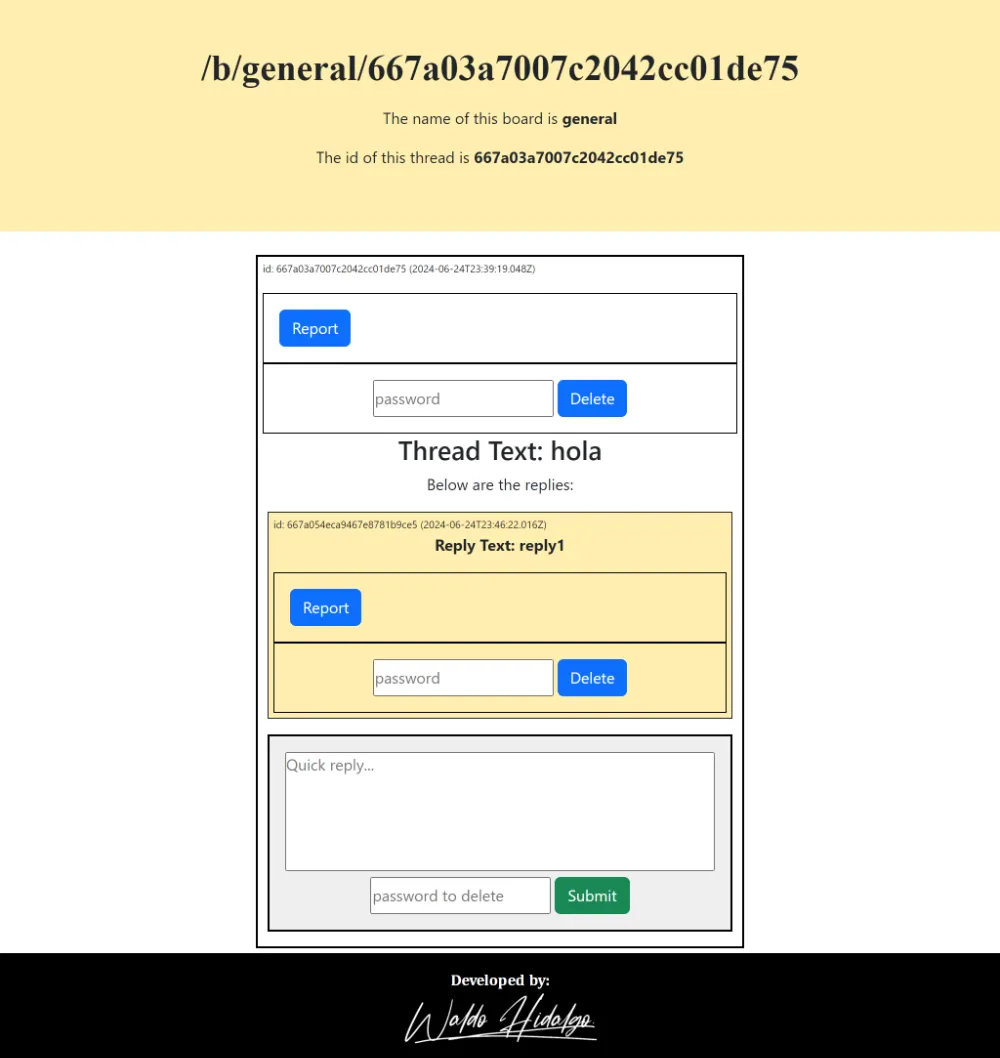 /b/general/667a03a7007c2042cc01de75
The name of this board is general
The id of this thread is 667a03a7007c2042cc01de75
id: 667a03a7007c2042cc01de75 (2024-06-24T23:39:19.048Z)
Report
password Delete
Thread Text: hola
Below are the replies:
id: 667a054eca9467e8781b9ce5 (2024-06-24T23:46:22.016Z)
Reply Text: reply1
Report
password Delete
Quick reply...
password to delete Submit
Developed by:
Waldo Hidalgo.